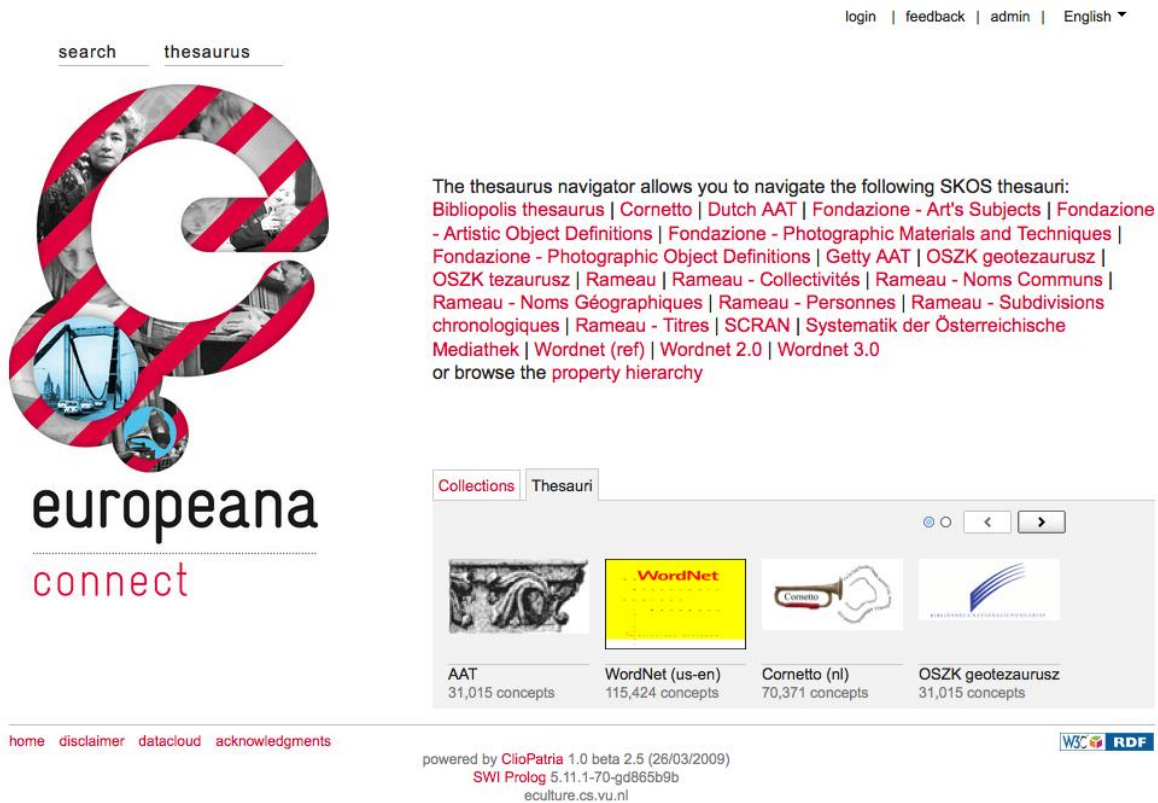 login | feedback | admin | English
search thesaurus
The thesaurus navigator allows you to navigate the following SKOS thesauri:
Bibliopolis thesaurus | Cornetto | Dutch AAT | Fondazione - Art's Subjects | Fondazione
- Artistic Object Definitions | Fondazione - Photographic Materials and Techniques |
Fondazione - Photographic Object Definitions | Getty AAT | OSZK geotezaurusz |
OSZK tezaurusz | Rameau | Rameau - Collectivités | Rameau - Noms Communs |
Rameau - Noms Géographiques | Rameau - Personnes | Rameau - Subdivisions
chronologiques | Rameau - Titres | SCRAN | Systematik der Österreichische
Mediathek | Wordnet (ref) | Wordnet 2.0 | Wordnet 3.0
or browse the property hierarchy
europeana
connect
Collections Thesauri
WordNet
Cornetto
AAT WordNet (us-en) Cornetto (nl) OSZK geotezaurusz
31,015 concepts 115,424 concepts 70,371 concepts 31,015 concepts
home disclaimer datacloud acknowledgments
W3C RDF
powered by ClioPatria 1.0 beta 2.5 (26/03/2009)
SWI Prolog 5.11.1-70-gd865b9b
eculture.cs.vu.nl